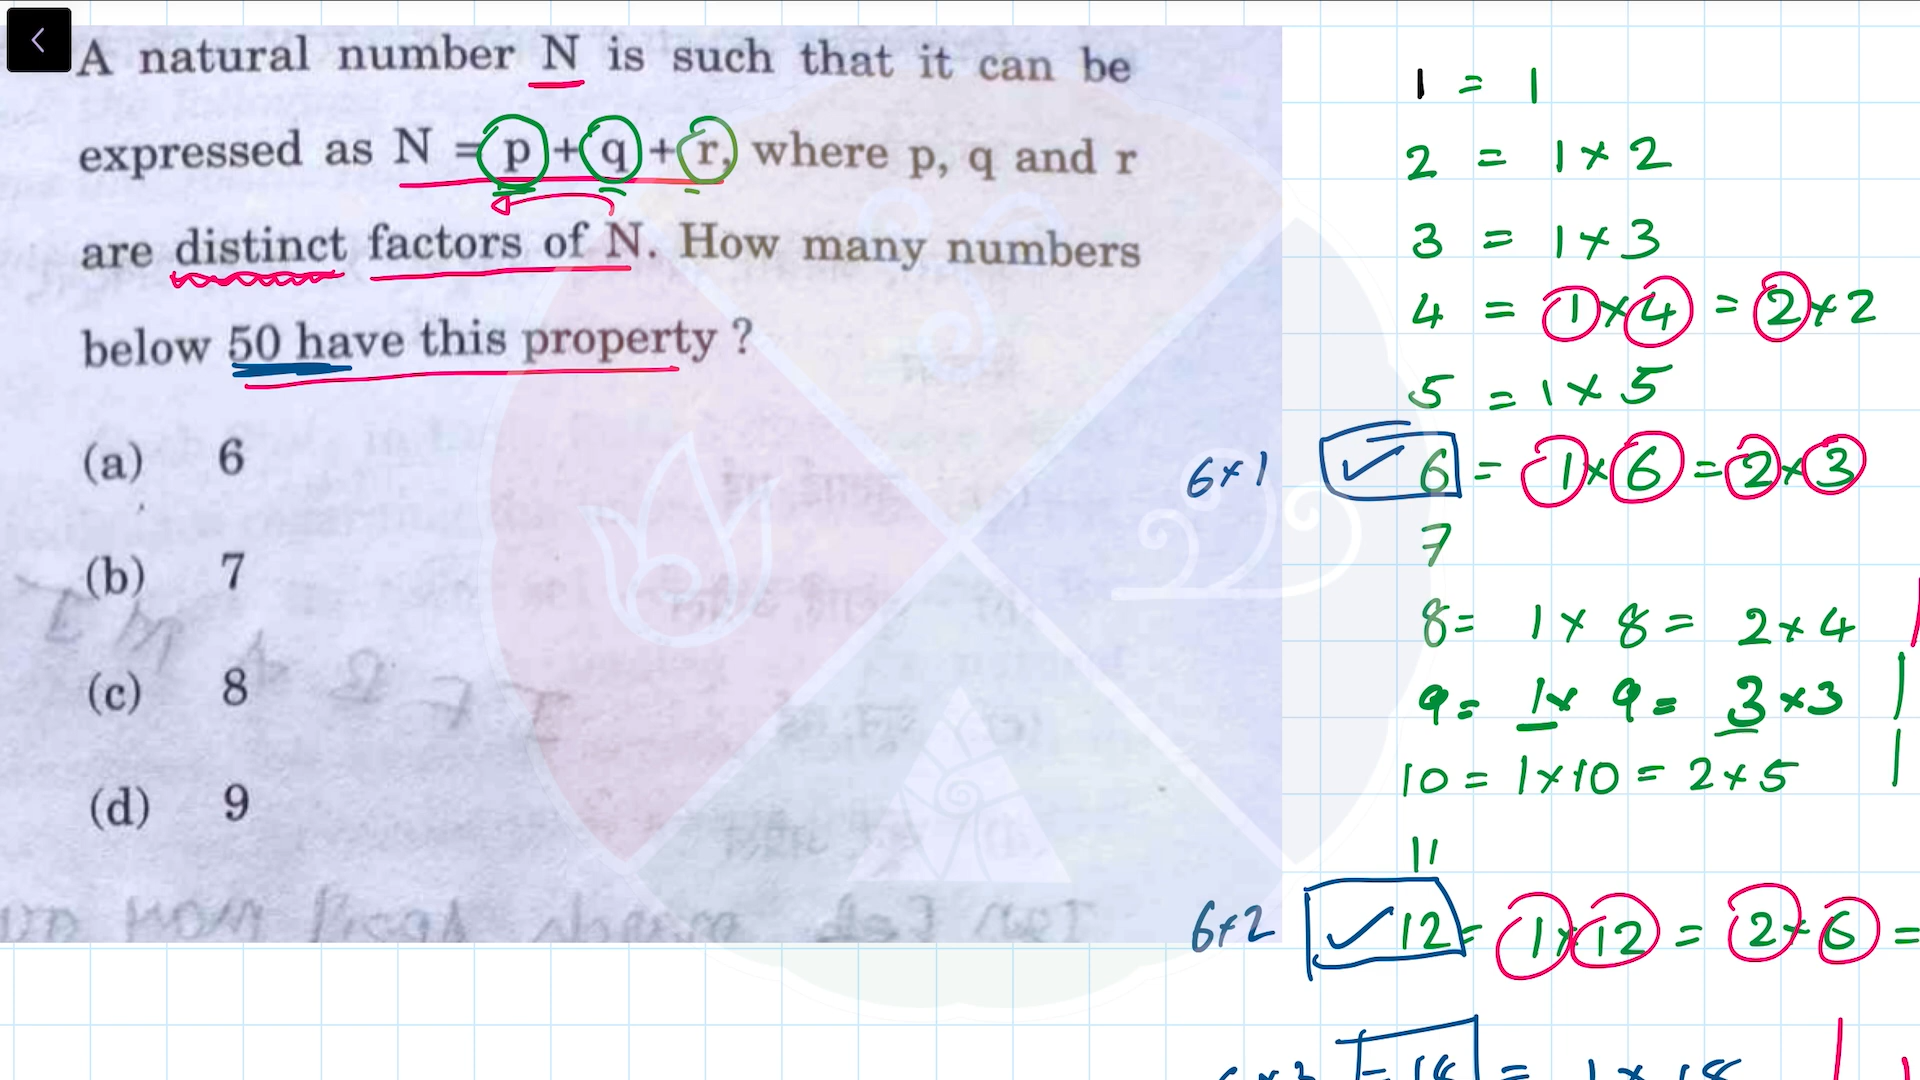 A natural number N is such that it can be
expressed as N = p + q + r, where p, q and r
are distinct factors of N. How many numbers
below 50 have this property ?
(a) 6
(b) 7
(c) 8
(d) 9
1 = 1
2 = 1 × 2
3 = 1 × 3
4 = 1 × 4 = 2 × 2
5 = 1 × 5
6×1 ✓ 6 = 1 × 6 = 2 × 3
7
8 = 1 × 8 = 2 × 4
9 = 1 × 9 = 3 × 3
10 = 1 × 10 = 2 × 5
11
6×2 ✓ 12 = 1 × 12 = 2 × 6 =
18 = 1 × 18